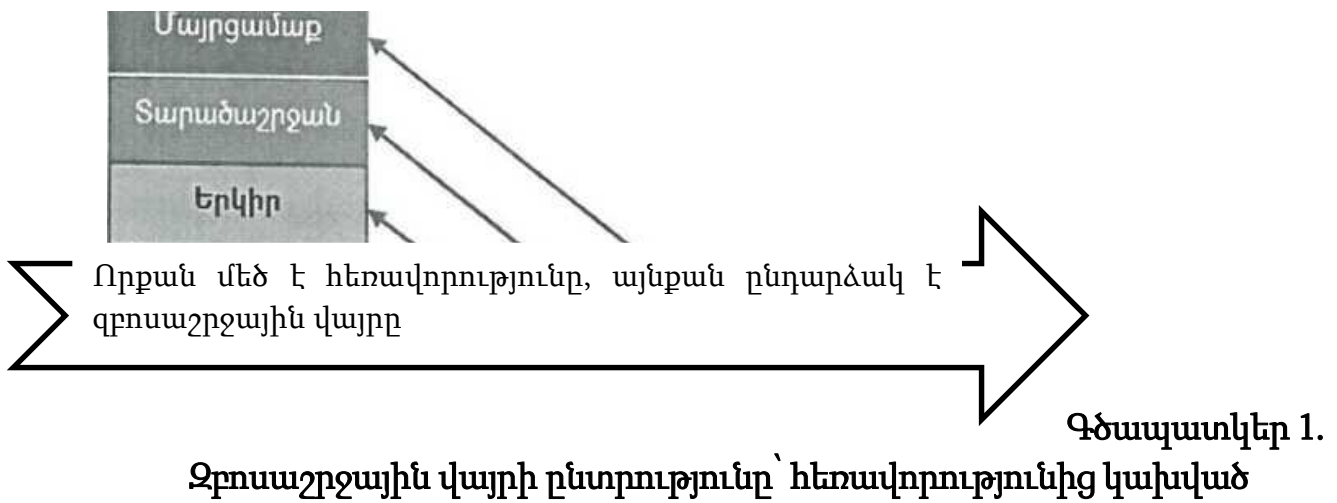 Մայրցամաք
Տարածաշրջան
Երկիր
Որքան մեծ է հեռավորությունը, այնքան ընդարձակ է
զբոսաշրջային վայրը
Գծապատկեր 1.
Զբոսաշրջային վայրի ընտրությունը՝ հեռավորությունից կախված